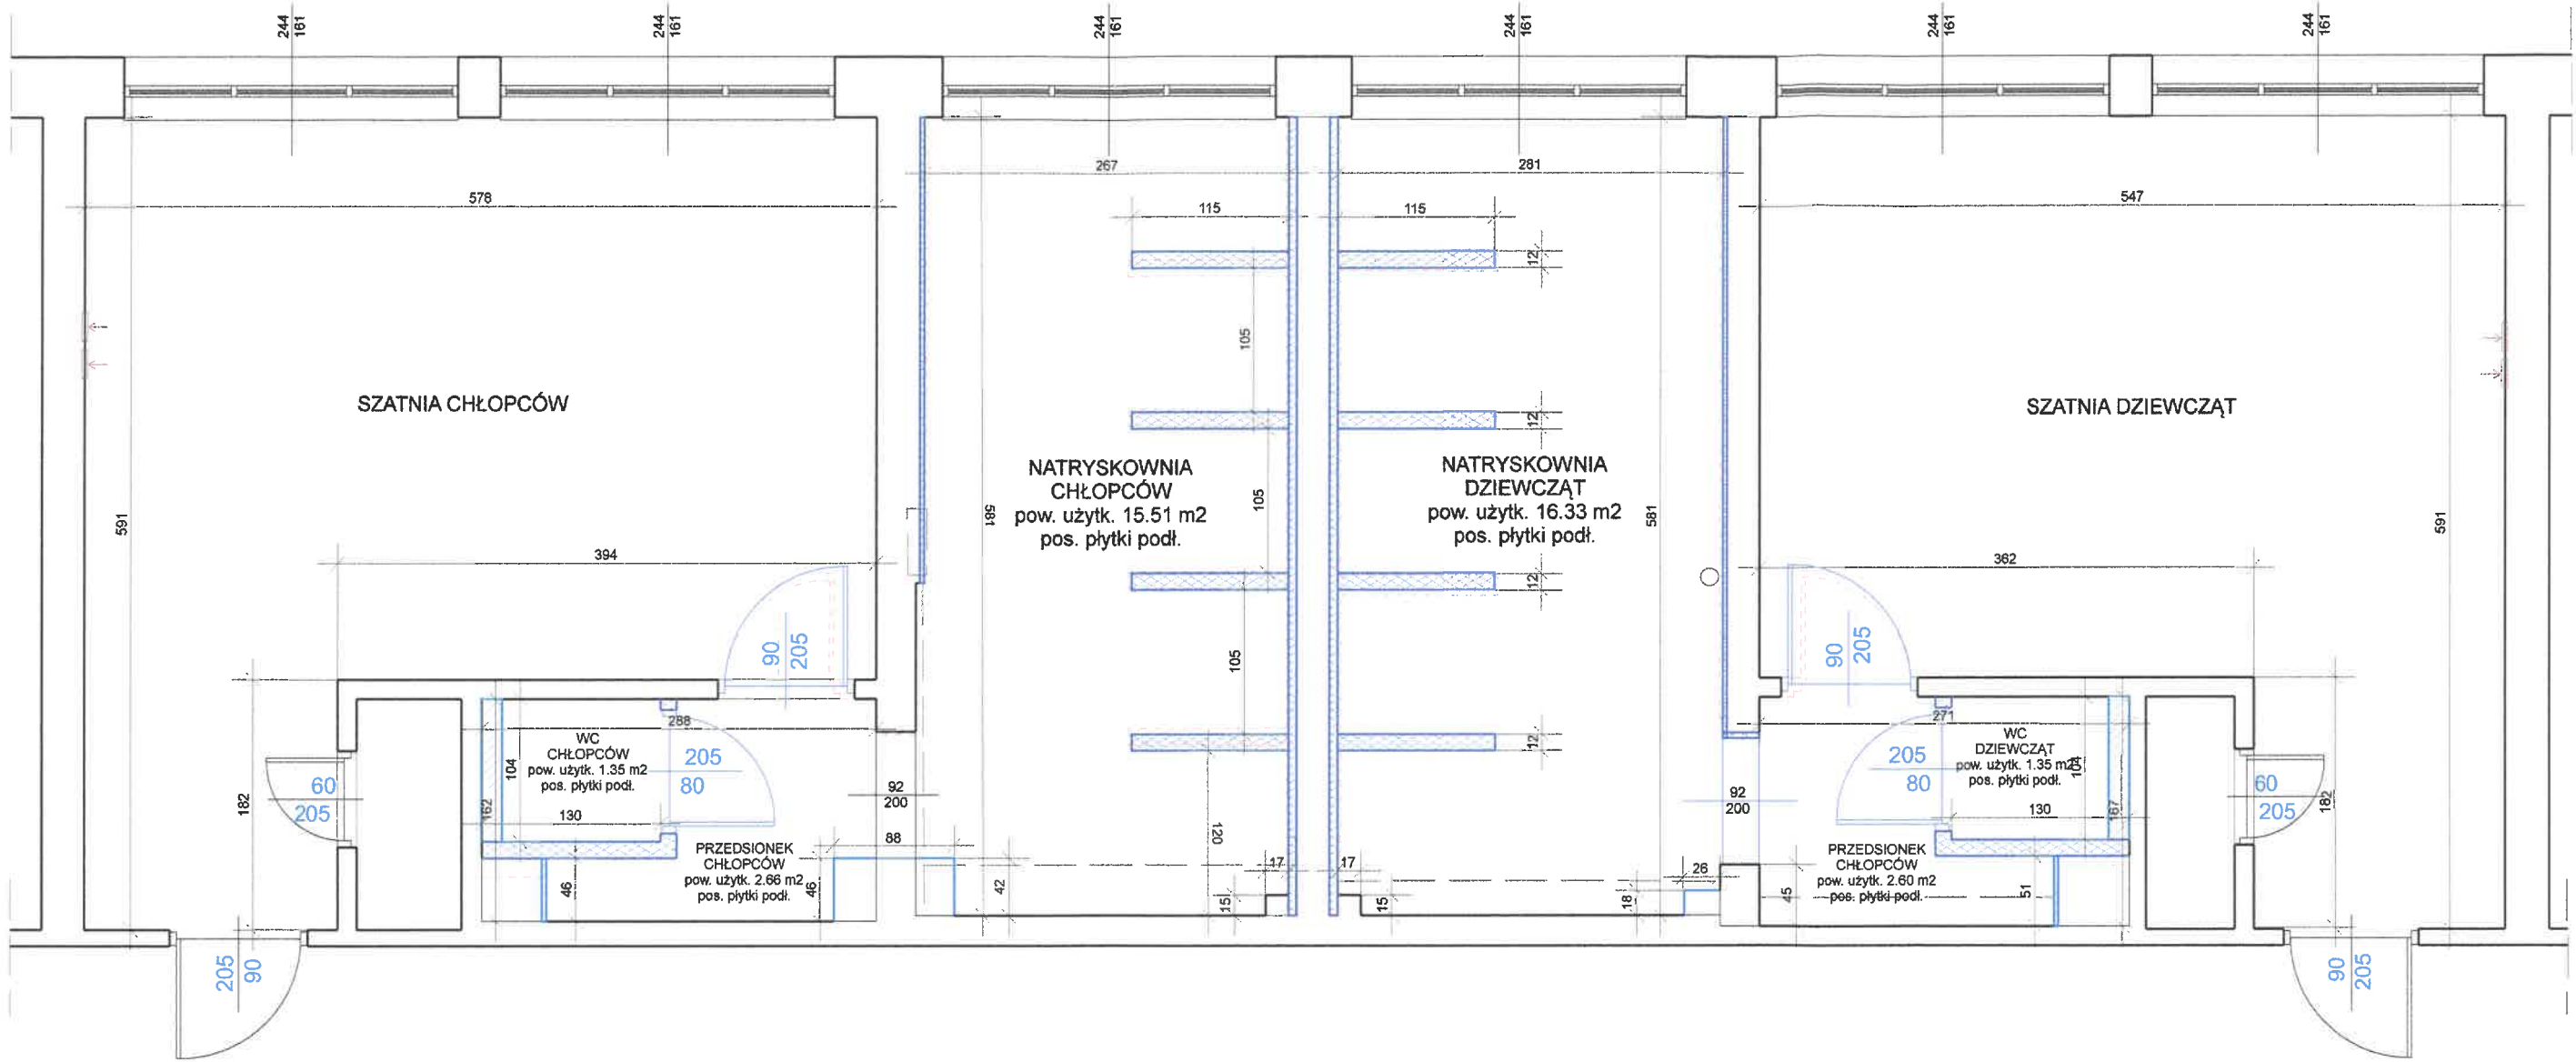 244
161
244
161
244
161
244
161
244
161
244
161
267
281
578
547
115
115
12
105
SZATNIA CHŁOPCÓW
SZATNIA DZIEWCZĄT
12
NATRYSKOWNIA
CHŁOPCÓW
pow. użytk. 15.51 m2
pos. płytki podł.
NATRYSKOWNIA
DZIEWCZĄT
pow. użytk. 16.33 m2
pos. płytki podł.
591
581
105
581
591
394
362
12
90
205
105
90
205
288
271
12
WC
CHŁOPCÓW
pow. użytk. 1.35 m2
pos. płytki podł.
104
205
80
WC
DZIEWCZĄT
pow. użytk. 1.35 m2
pos. płytki podł.
104
205
80
60
205
182
162
130
92
200
92
200
130
167
60
205
182
88
120
PRZEDSIONEK
CHŁOPCÓW
pow. użytk. 2.66 m2
pos. płytki podł.
46
46
42
17
17
15
15
26
18
45
PRZEDSIONEK
CHŁOPCÓW
pow. użytk. 2.60 m2
pos. płytki podł.
51
205
90
90
205